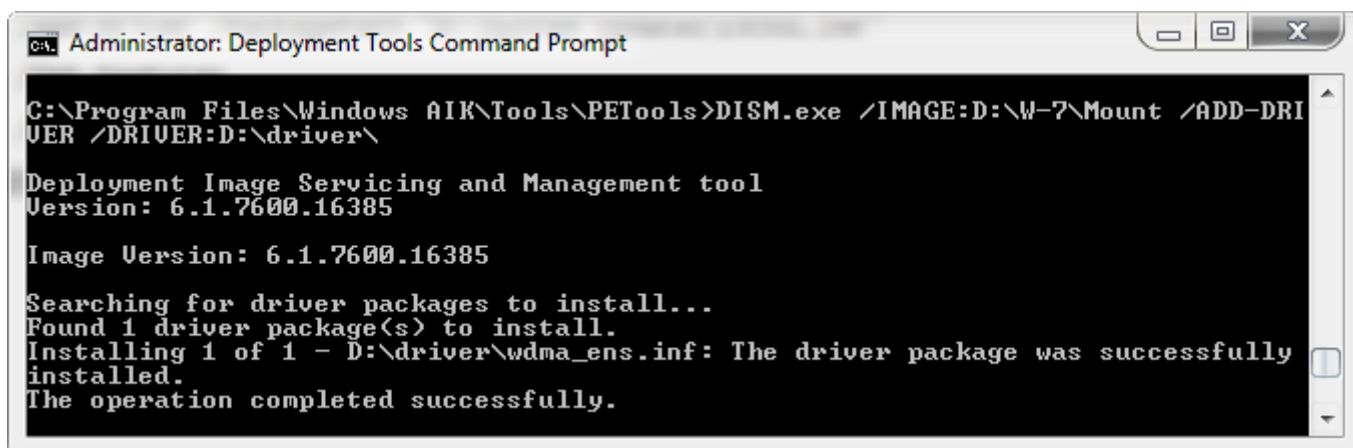 Administrator: Deployment Tools Command Prompt
C:\Program Files\Windows AIK\Tools\PETools>DISM.exe /IMAGE:D:\W-7\Mount /ADD-DRI
VER /DRIVER:D:\driver\
Deployment Image Servicing and Management tool
Version: 6.1.7600.16385
Image Version: 6.1.7600.16385
Searching for driver packages to install...
Found 1 driver package(s) to install.
Installing 1 of 1 - D:\driver\wdma_ens.inf: The driver package was successfully
installed.
The operation completed successfully.